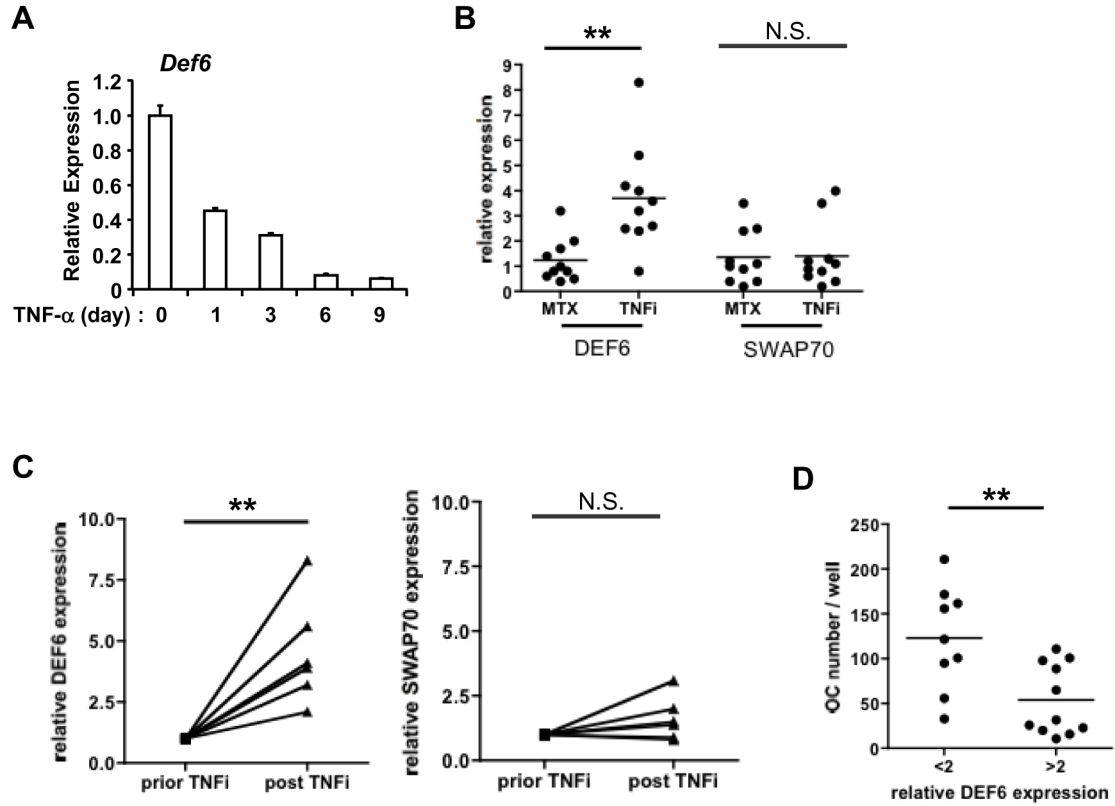 A
Def6
Relative Expression
1.2
1.0
0.8
0.6
0.4
0.2
0
TNF-α (day) : 0 1 3 6 9
B
** N.S.
relative expression
9
8
7
6
5
4
3
2
1
0
MTX TNFi MTX TNFi
DEF6 SWAP70
C
**
relative DEF6 expression
10.0
7.5
5.0
2.5
0.0
prior TNFi post TNFi
N.S.
relative SWAP70 expression
10.0
7.5
5.0
2.5
0.0
prior TNFi post TNFi
D
**
OC number / well
250
200
150
100
50
0
<2 >2
relative DEF6 expression